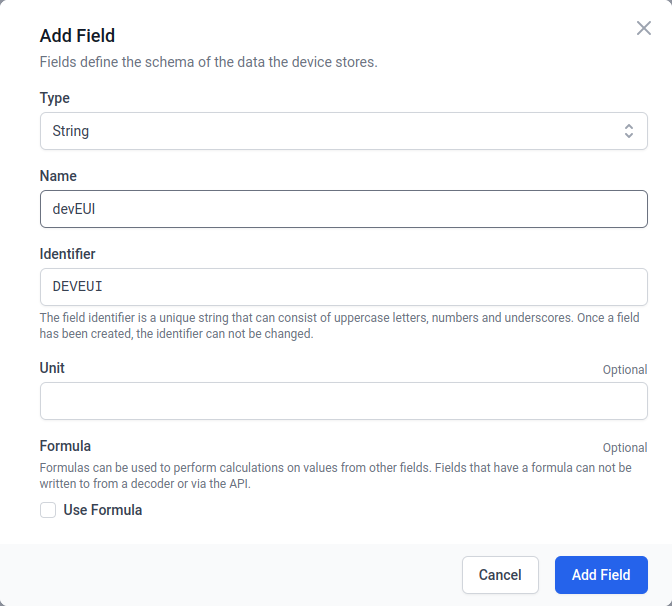 Add Field
Fields define the schema of the data the device stores.
Type
String
Name
devEUI
Identifier
DEVEUI
The field identifier is a unique string that can consist of uppercase letters, numbers and underscores. Once a field
has been created, the identifier can not be changed.
Unit
Optional
Formula
Optional
Formulas can be used to perform calculations on values from other fields. Fields that have a formula can not be
written to from a decoder or via the API.
Use Formula
Cancel
Add Field